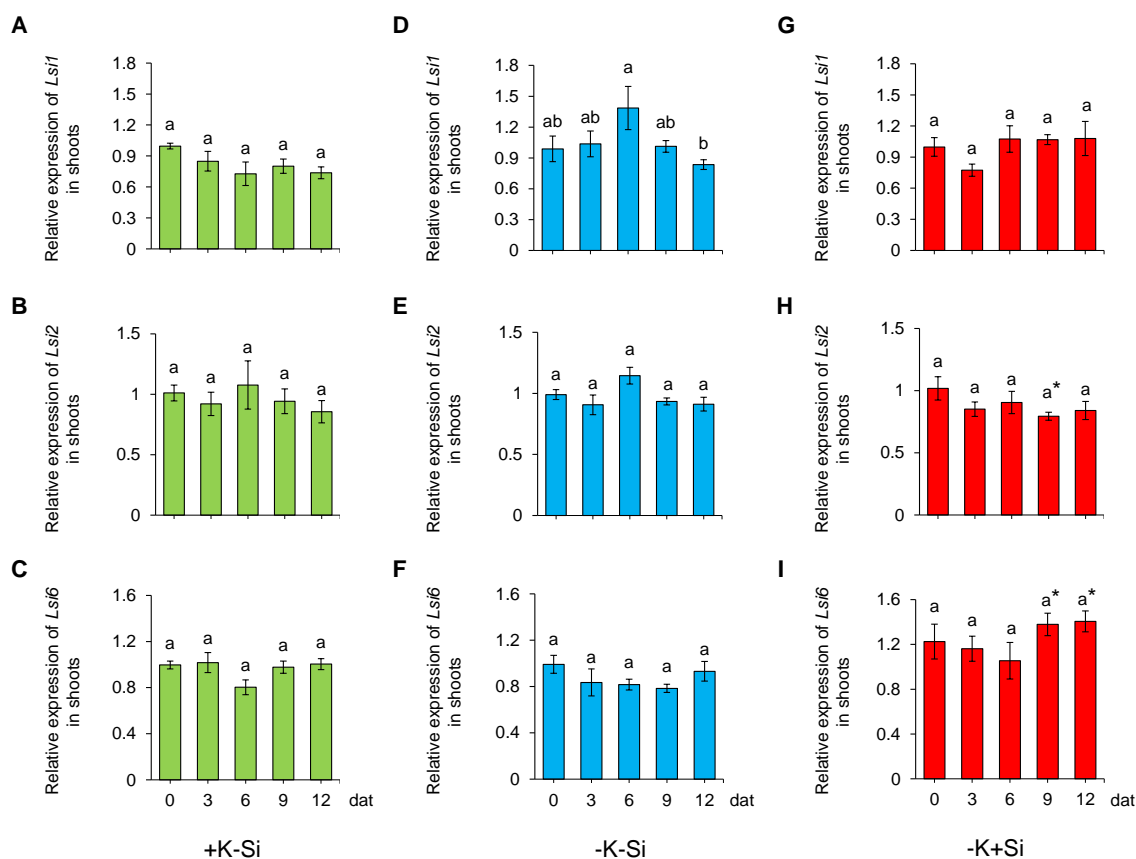 A
Relative expression of Lsi1
in shoots
1.8
1.5
1.2
0.9
0.6
0.3
0
a a a a a
D
Relative expression of Lsi1
in shoots
1.8
1.5
1.2
0.9
0.6
0.3
0
ab ab a ab b
G
Relative expression of Lsi1
in shoots
1.8
1.5
1.2
0.9
0.6
0.3
0
a a a a a
B
Relative expression of Lsi2
in shoots
1.5
1
0.5
0
a a a a a
E
Relative expression of Lsi2
in shoots
1.5
1
0.5
0
a a a a a
H
Relative expression of Lsi2
in shoots
1.5
1
0.5
0
a a a a* a
C
Relative expression of Lsi6
in shoots
1.6
1.2
0.8
0.4
0
a a a a a
0 3 6 9 12 dat
+K-Si
F
Relative expression of Lsi6
in shoots
1.6
1.2
0.8
0.4
0
a a a a a
0 3 6 9 12 dat
-K-Si
I
Relative expression of Lsi6
in shoots
1.6
1.2
0.8
0.4
0
a a a a* a*
0 3 6 9 12 dat
-K+Si